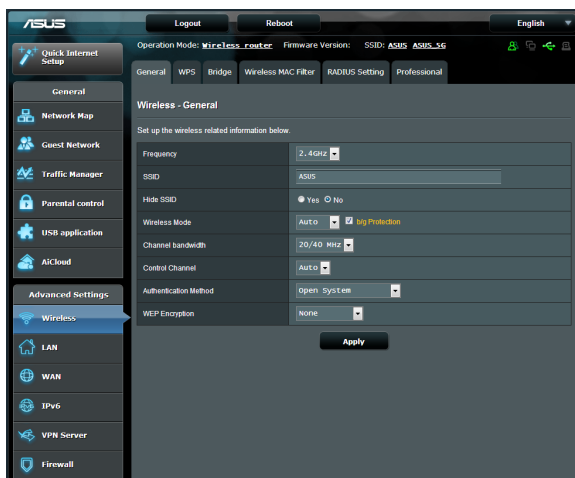 ASUS
Logout Reboot English
Quick Internet Setup
Operation Mode: Wireless router Firmware Version: SSID: ASUS ASUS_5G
General WPS Bridge Wireless MAC Filter RADIUS Setting Professional
General
Network Map
Guest Network
Traffic Manager
Parental control
USB application
AiCloud
Advanced Settings
Wireless
LAN
WAN
IPv6
VPN Server
Firewall
Wireless - General
Set up the wireless related information below.
Frequency 2.4GHz
SSID ASUS
Hide SSID Yes No
Wireless Mode Auto b/g Protection
Channel bandwidth 20/40 MHz
Control Channel Auto
Authentication Method Open System
WEP Encryption None
Apply